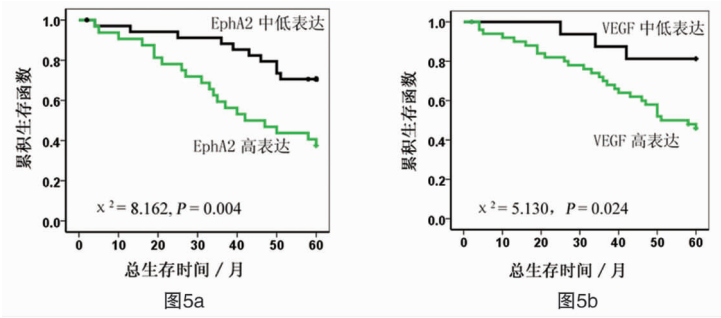 EphA2 中低表达
EphA2 高表达
累积生存函数
1.0
0.8
0.6
0.4
0.2
0.0
x² = 8.162, P = 0.004
0 10 20 30 40 50 60
总生存时间 / 月
图5a
VEGF 中低表达
VEGF 高表达
累积生存函数
1.0
0.8
0.6
0.4
0.2
0.0
x² = 5.130， P = 0.024
0 10 20 30 40 50 60
总生存时间 / 月
图5b